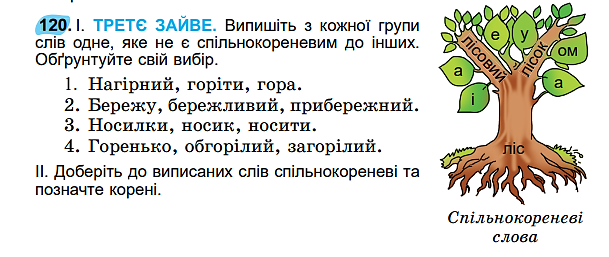 120. І. ТРЕТЄ ЗАЙВЕ. Випишіть з кожної групи
слів одне, яке не є спільнокореневим до інших.
Обґрунтуйте свій вибір.
1. Нагірний, горіти, гора.
2. Бережу, бережливий, прибережний.
3. Носилки, носик, носити.
4. Горенько, обгорілий, загорілий.
ІІ. Доберіть до виписаних слів спільнокореневі та
позначте корені.
е у
лісовий лісок ом
а а
і
ліс
Спільнокореневі
слова